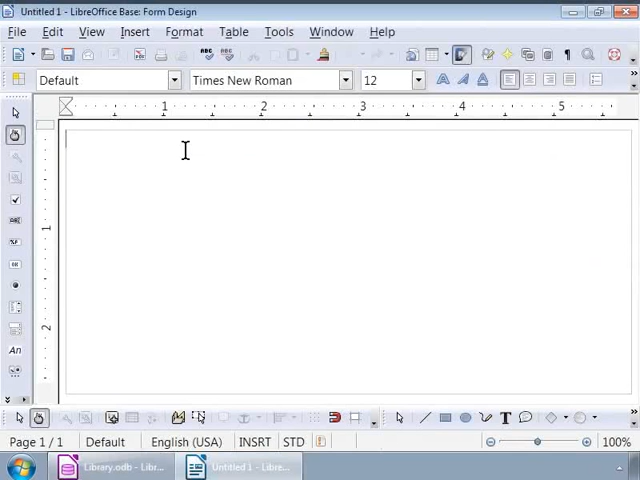 Untitled 1 - LibreOffice Base: Form Design
File Edit View Insert Format Table Tools Window Help
Default Times New Roman 12
1 2 3 4 5
1
2
An
T
Page 1 / 1 Default English (USA) INSRT STD 100%
Library.odb - Libr... Untitled 1 - Libre...